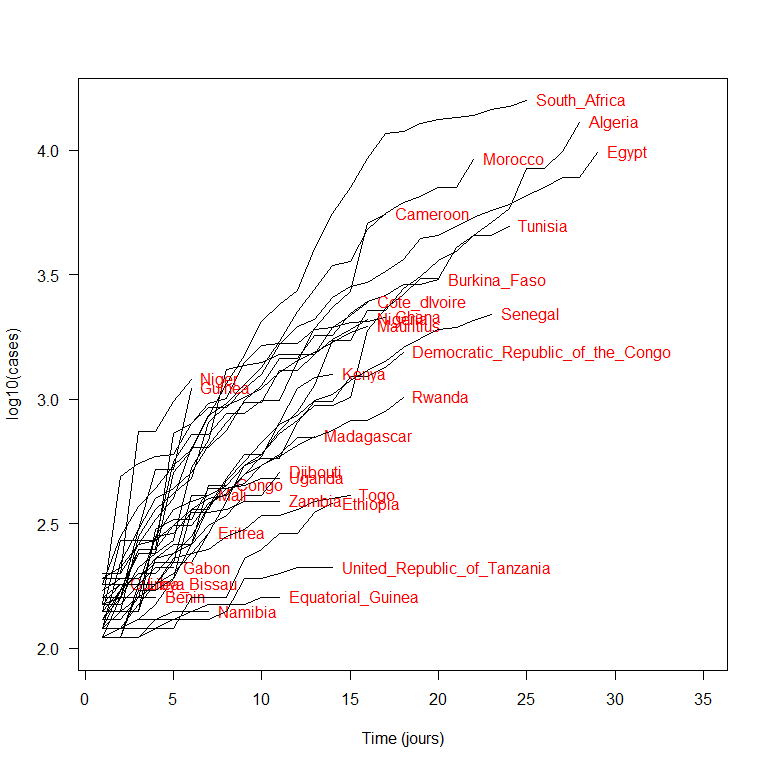 South_Africa
Algeria
Morocco
Egypt
Cameroon
Tunisia
Burkina_Faso
Cote_dIvoire
Nigeria
Ghana
Mauritius
Senegal
Democratic_Republic_of_the_Congo
Niger
Guinea
Kenya
Rwanda
Madagascar
Djibouti
Uganda
Congo
Mali
Zambia
Togo
Ethiopia
Eritrea
Gabon
United_Republic_of_Tanzania
Bissau
Benin
Equatorial_Guinea
Namibia
4.0
3.5
3.0
2.5
2.0
log10(cases)
0 5 10 15 20 25 30 35
Time (jours)